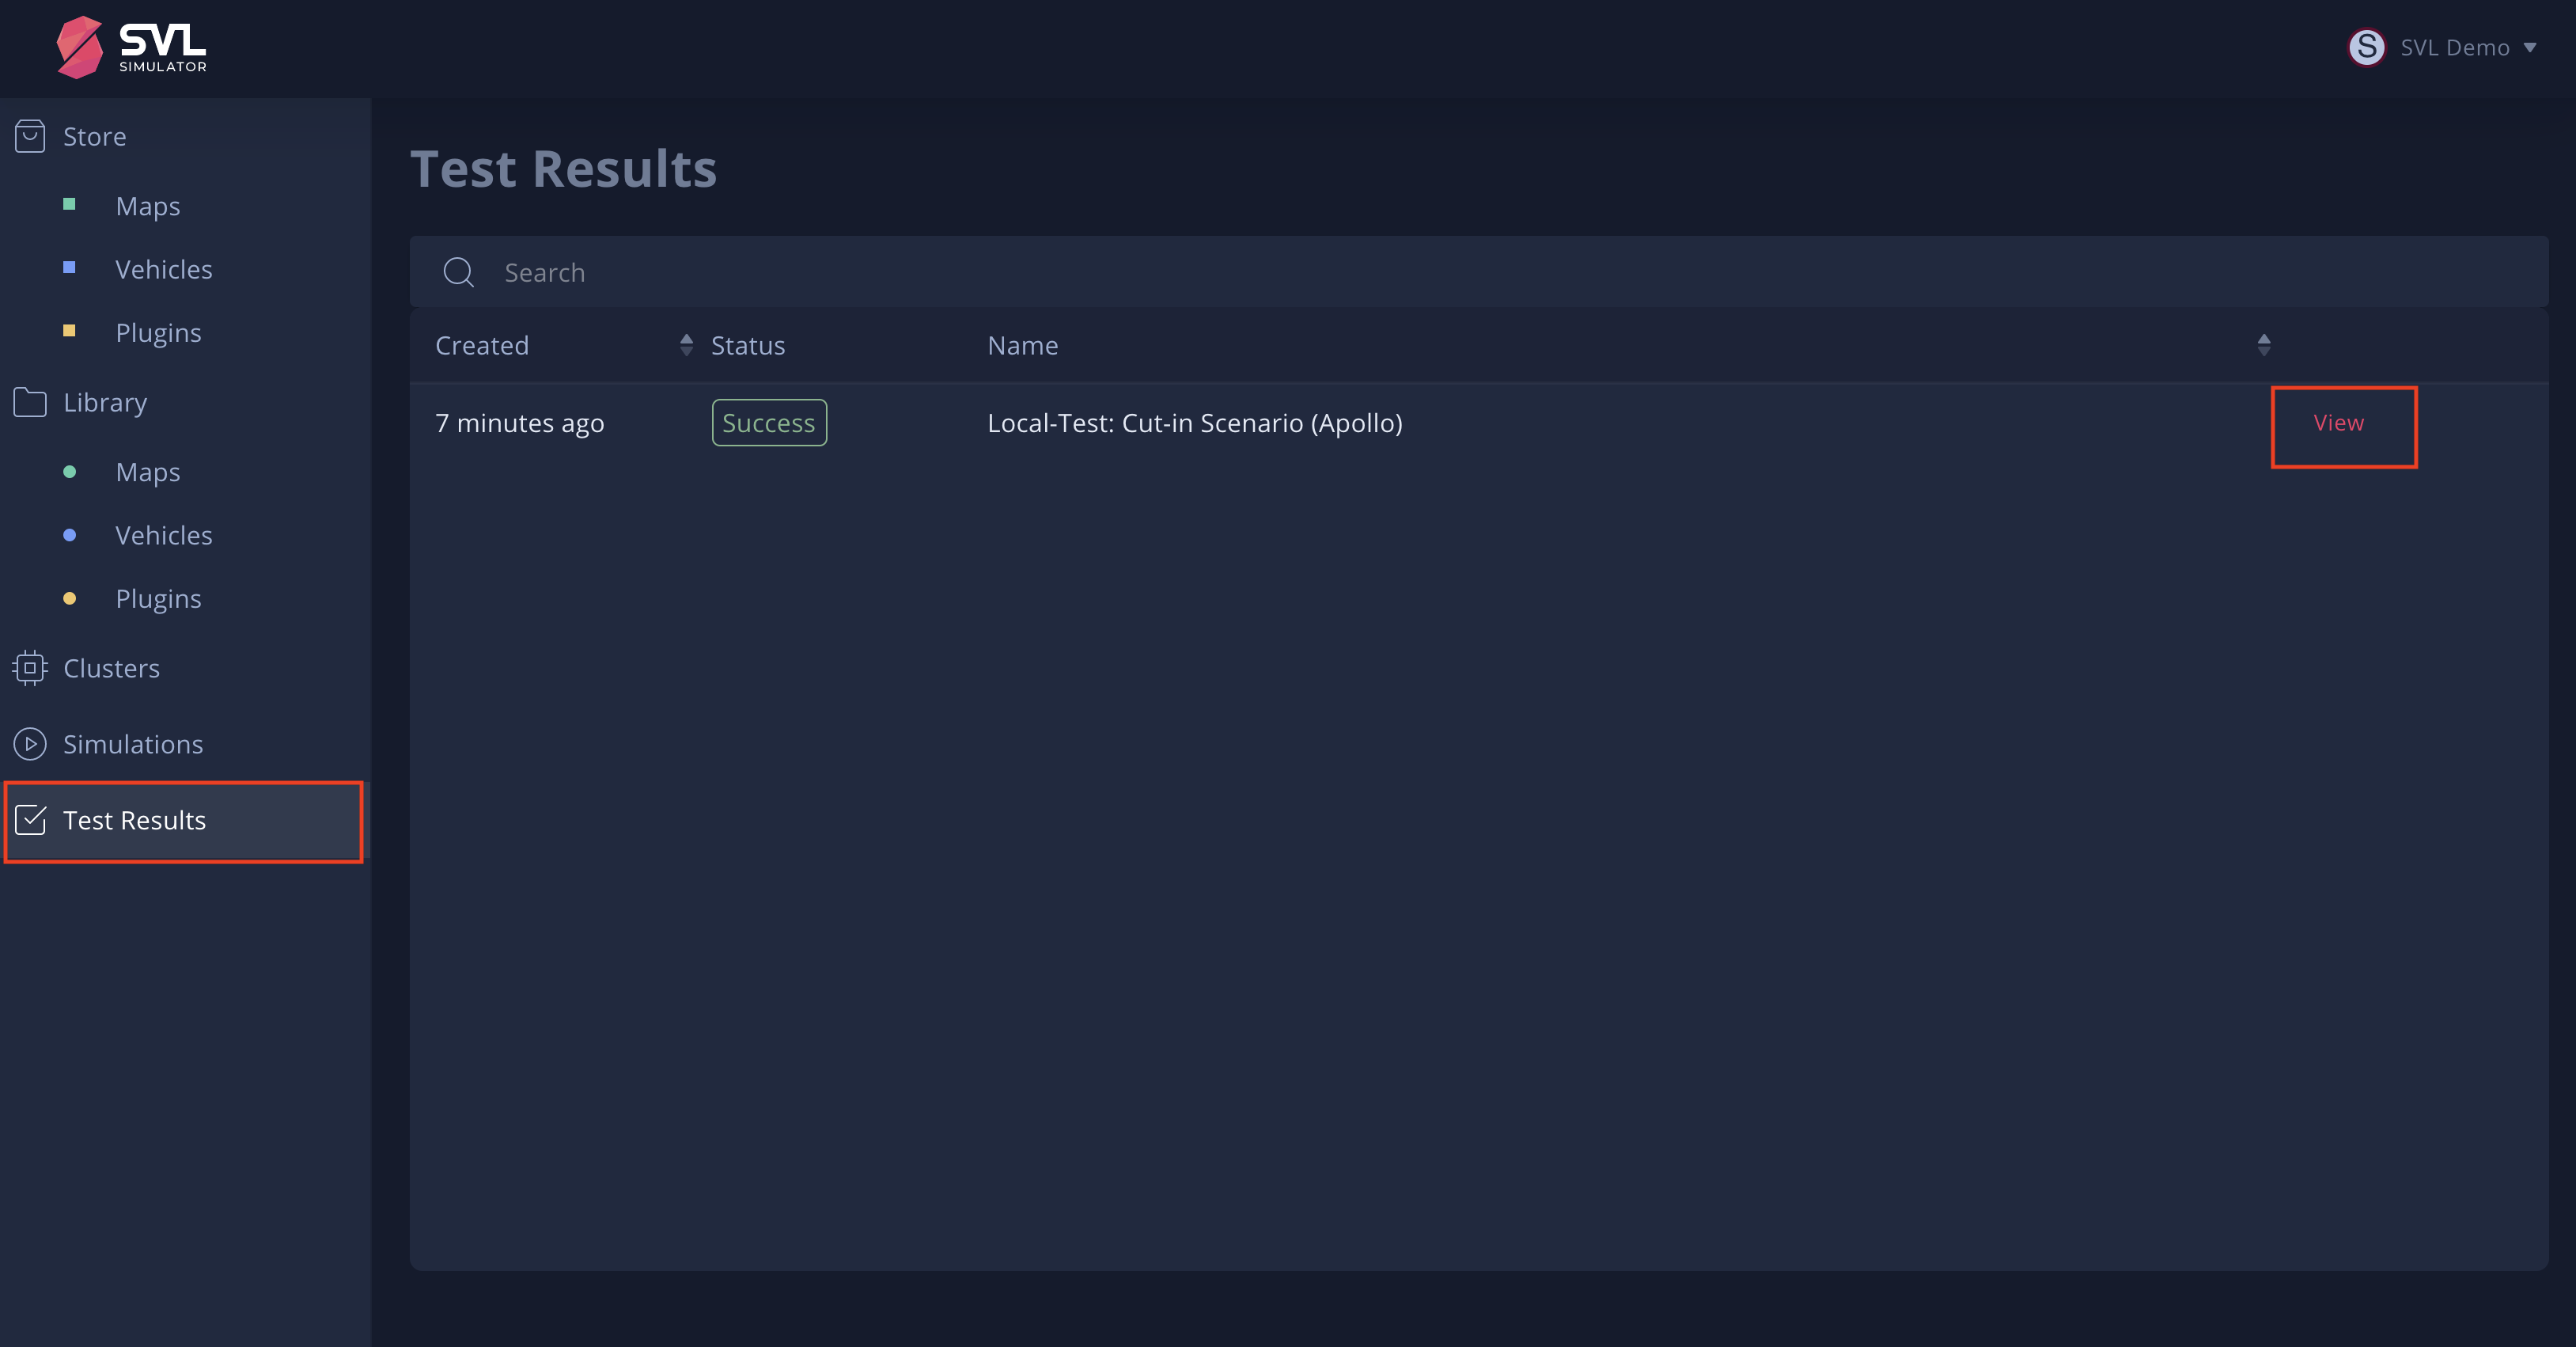 SVL
SIMULATOR
S SVL Demo
Store
Maps
Vehicles
Plugins
Library
Maps
Vehicles
Plugins
Clusters
Simulations
Test Results
Test Results
Search
Created Status Name
7 minutes ago Success Local-Test: Cut-in Scenario (Apollo) View